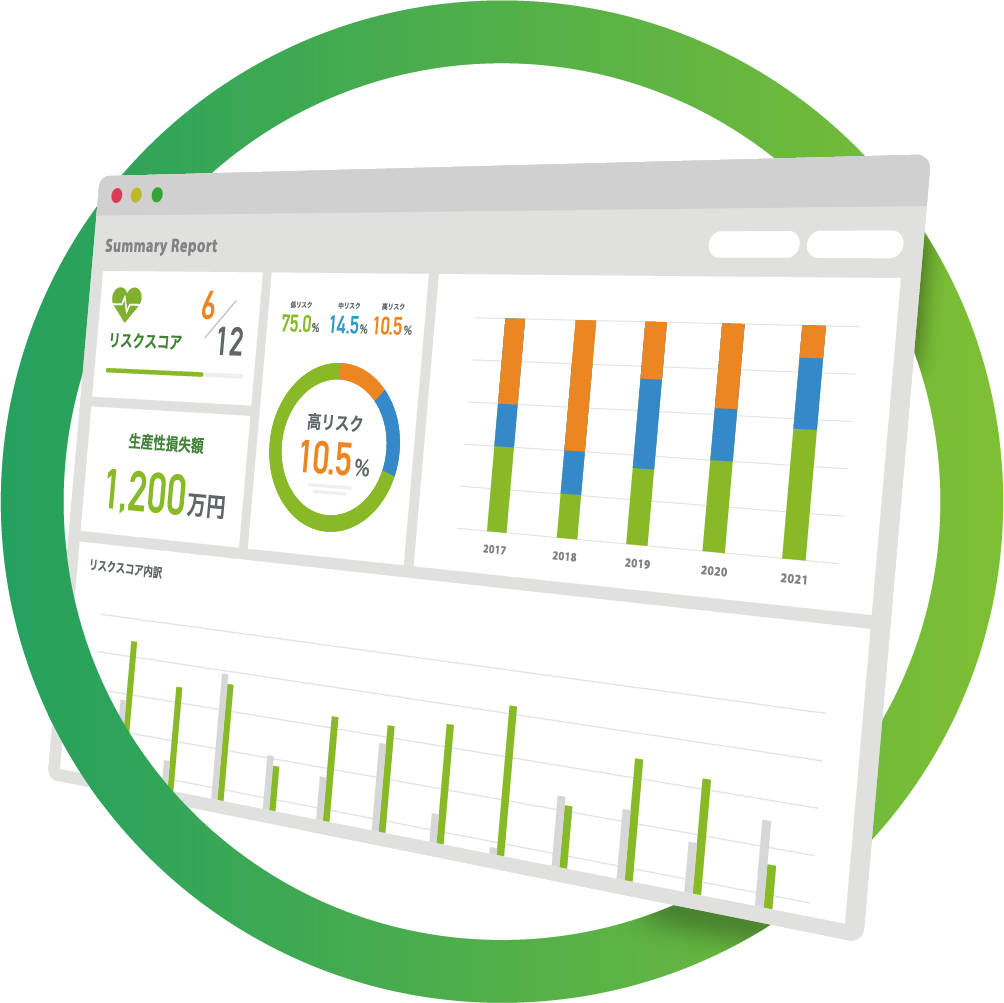 Summary Report
リスクスコア
6/12
生産性損失額
1,200万円
低リスク 中リスク 高リスク
75.0% 14.5% 10.5%
高リスク
10.5%
2017 2018 2019 2020 2021
リスクスコア内訳